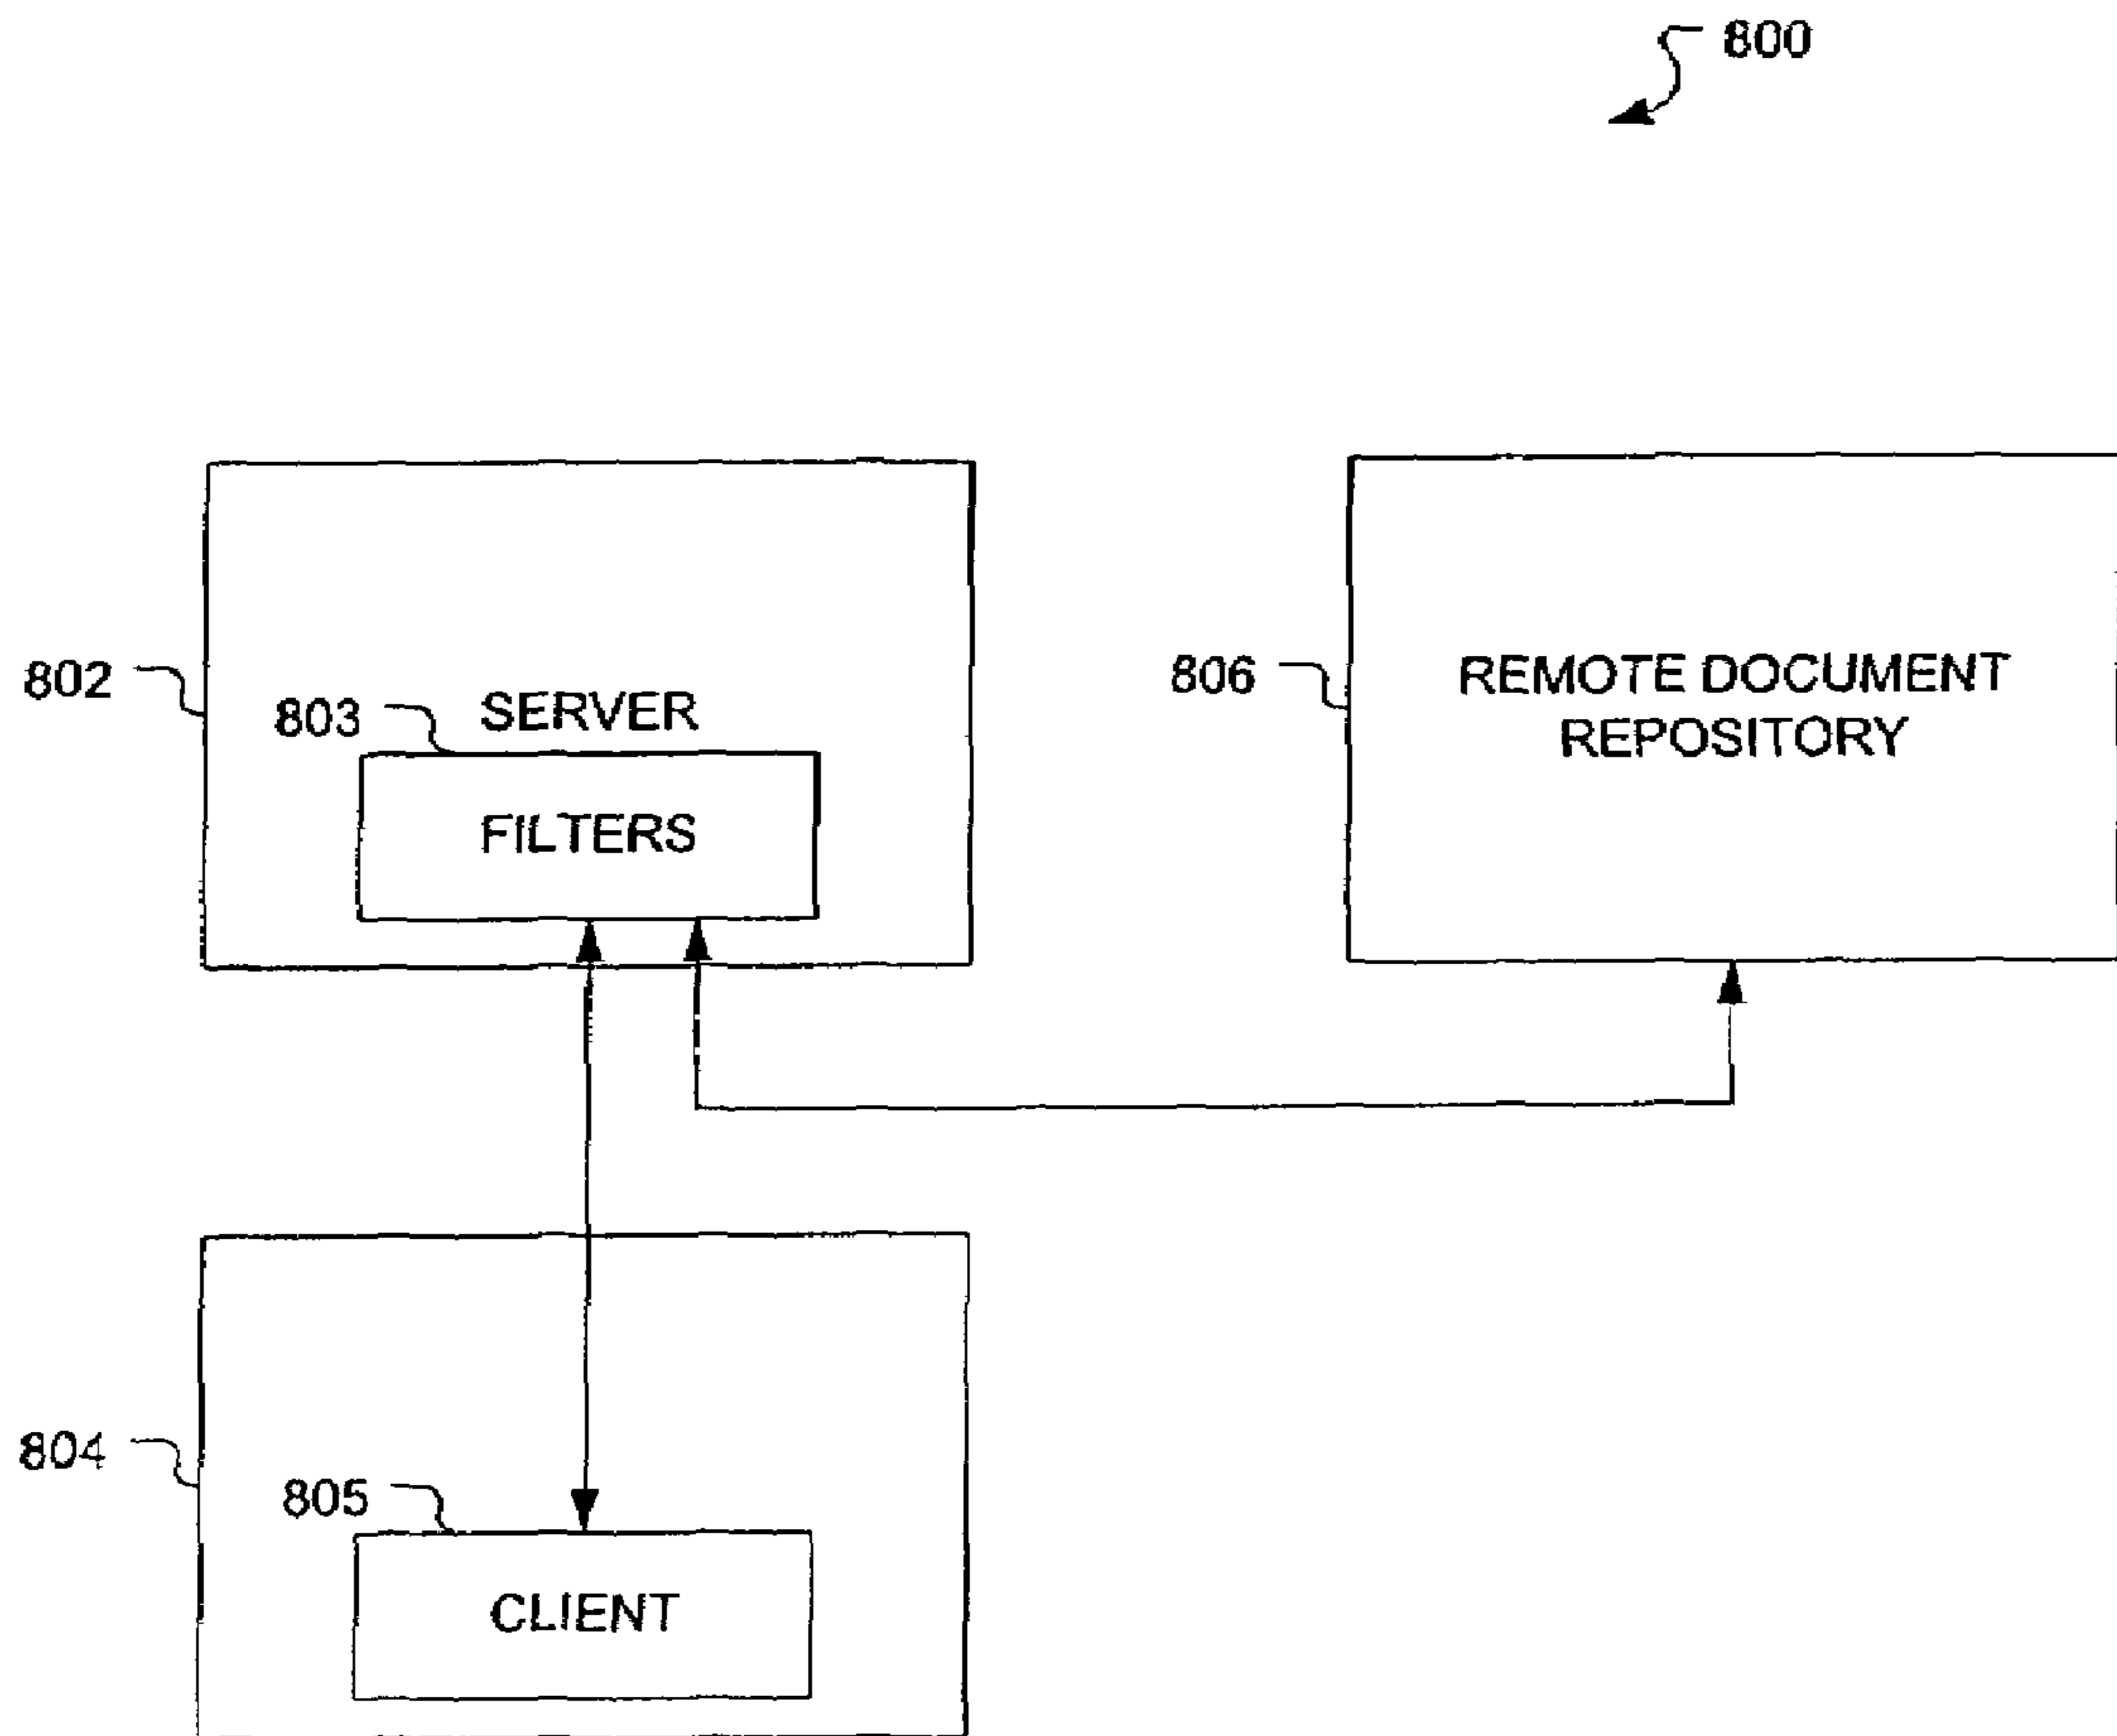 800
802
803
SERVER
FILTERS
806
REMOTE DOCUMENT
REPOSITORY
804
805
CLIENT